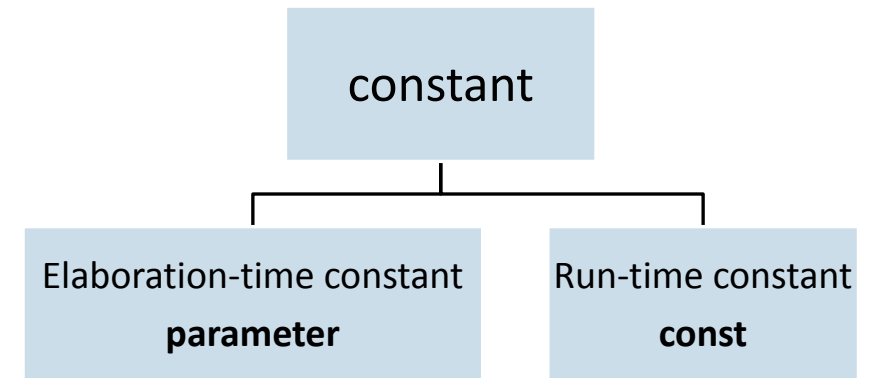 constant
Elaboration-time constant
parameter
Run-time constant
const